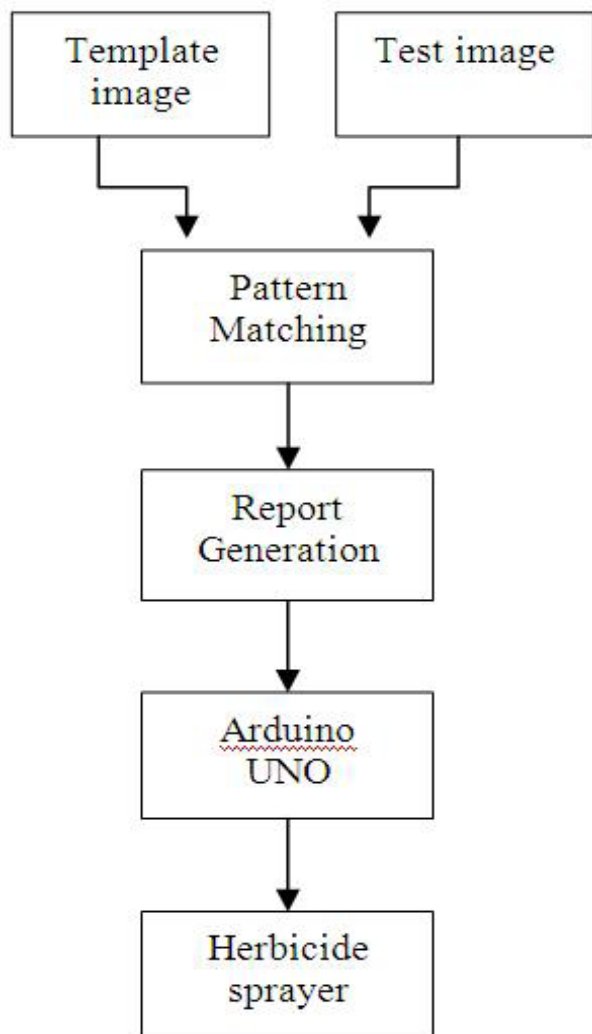 Template
image
Test image
Pattern
Matching
Report
Generation
Arduino
UNO
Herbicide
sprayer